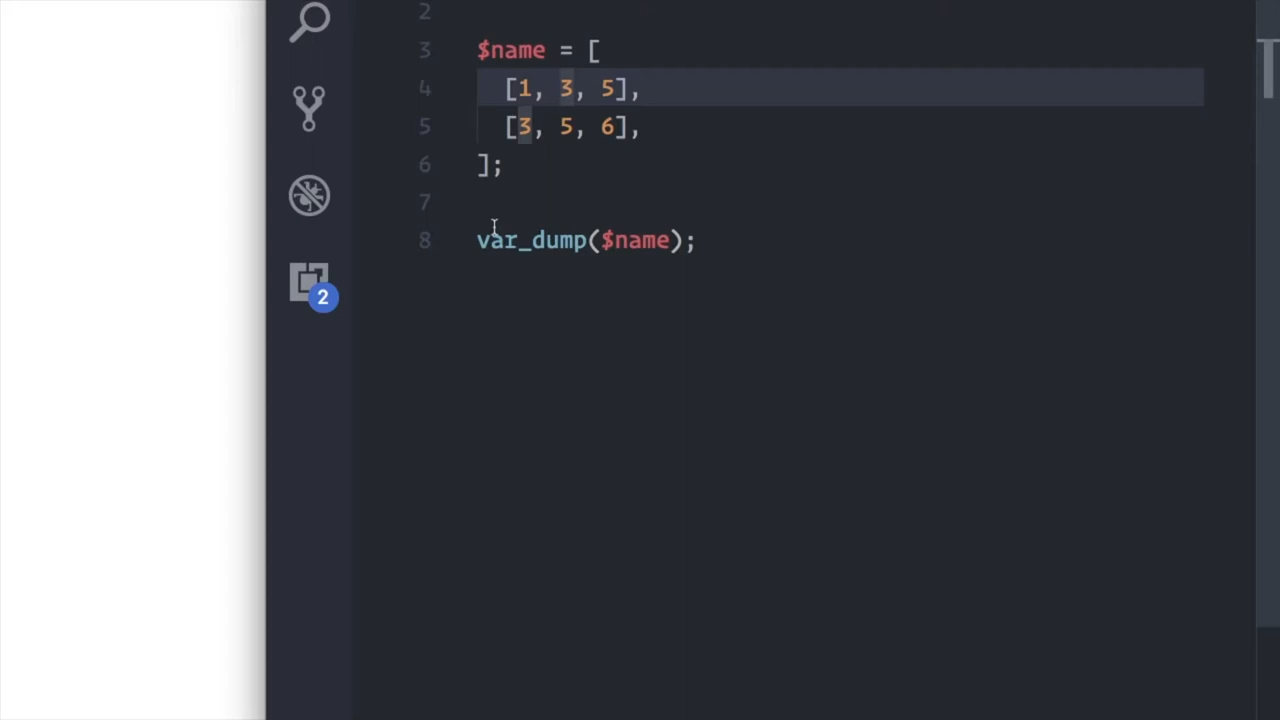 2
3 $name = [
4 [1, 3, 5],
5 [3, 5, 6],
6 ];
7
8 var_dump($name);
2